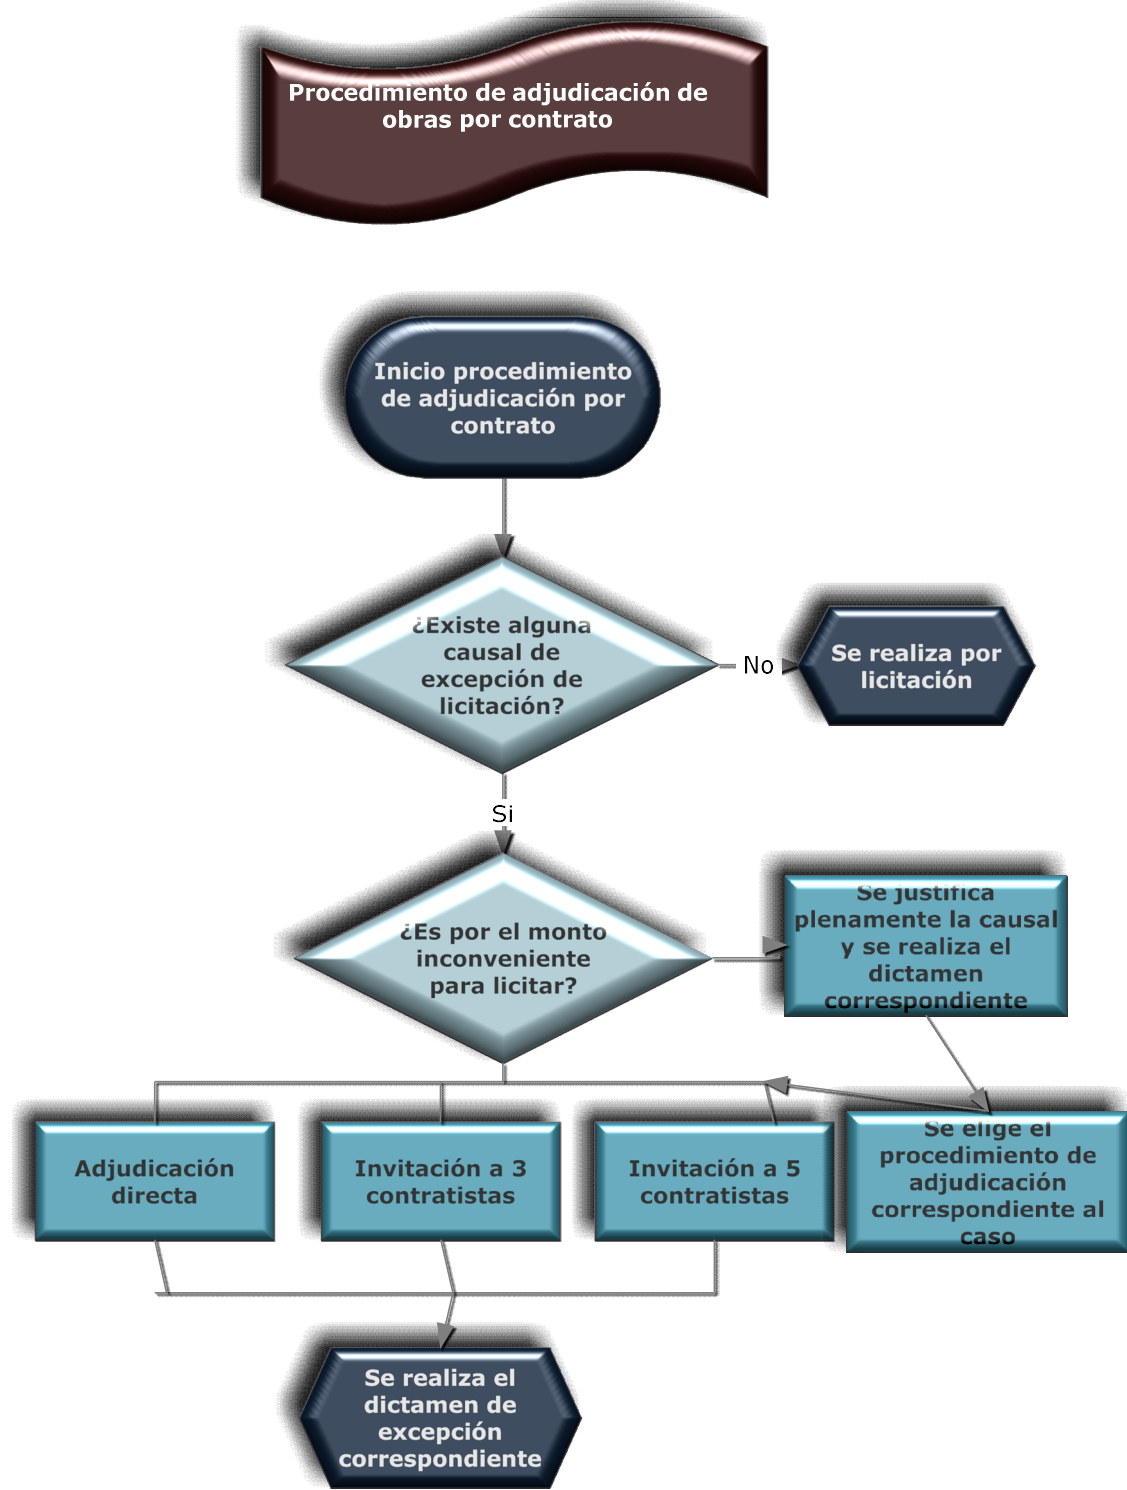 Procedimiento de adjudicación de
obras por contrato
Inicio procedimiento
de adjudicación por
contrato
¿Existe alguna
causal de
excepción de
licitación?
No
Se realiza por
licitación
Si
¿Es por el monto
inconveniente
para licitar?
Se justifica
plenamente la causal
y se realiza el
dictamen
correspondiente
Adjudicación
directa
Invitación a 3
contratistas
Invitación a 5
contratistas
Se elige el
procedimiento de
adjudicación
correspondiente al
caso
Se realiza el
dictamen de
excepción
correspondiente